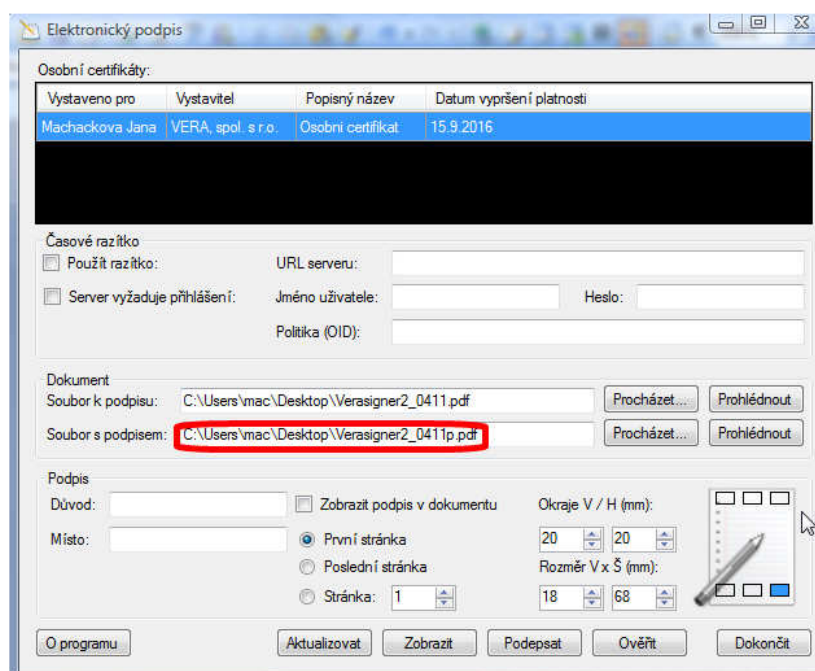 Elektronický podpis
Osobní certifikáty:
Vystaveno pro Vystavitel Popisný název Datum vypršení platnosti
Machackova Jana VERA, spol. s r.o. Osobni certifikat 15.9.2016
Časové razítko
Použít razítko: URL serveru:
Server vyžaduje přihlášení: Jméno uživatele: Heslo:
Politika (OID):
Dokument
Soubor k podpisu: C:\Users\mac\Desktop\Verasigner2_0411.pdf Procházet... Prohlédnout
Soubor s podpisem: C:\Users\mac\Desktop\Verasigner2_0411p.pdf Procházet... Prohlédnout
Podpis
Důvod: Zobrazit podpis v dokumentu Okraje V / H (mm):
Místo: První stránka 20 20
Poslední stránka Rozměr V x Š (mm):
Stránka: 1 18 68
O programu Aktualizovat Zobrazit Podepsat Ověřit Dokončit